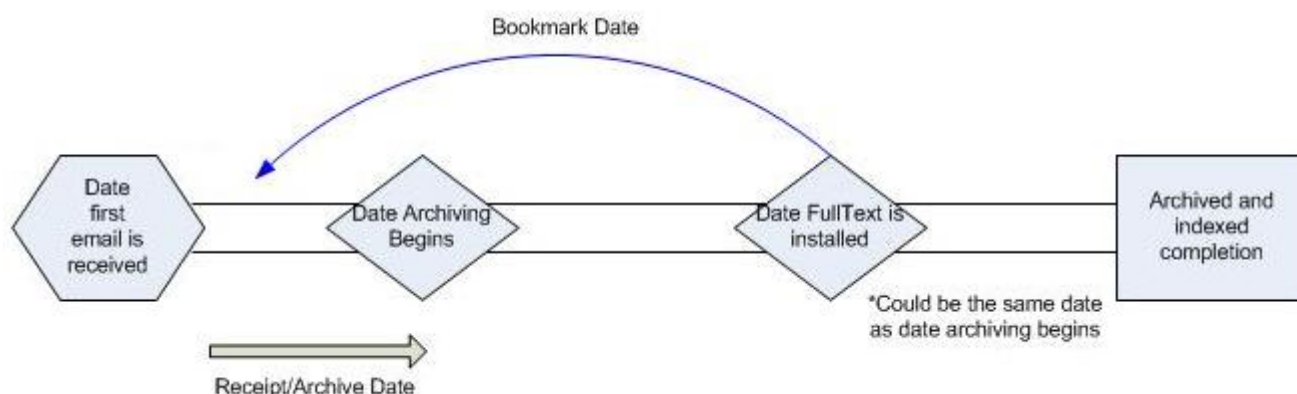 Bookmark Date
Date
first
email is
received
Date Archiving
Begins
Date FullText is
installed
Archived and
indexed
completion
*Could be the same date
as date archiving begins
Receipt/Archive Date